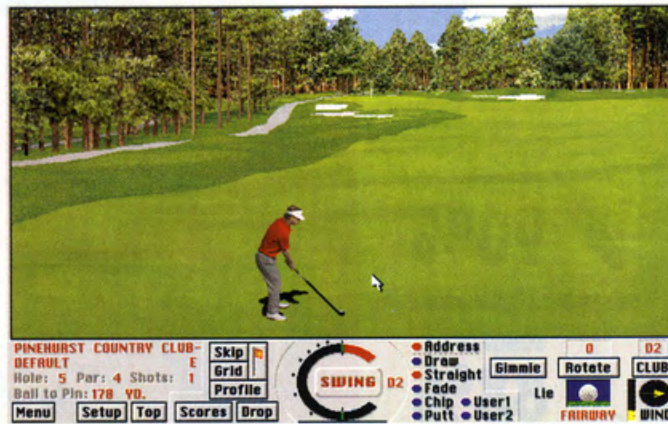 PINEHURST COUNTRY CLUB-
DEFAULT E
Hole: 5 Par: 4 Shots: 1
Ball to Pin: 178 YD.
Menu Setup Top Scores Drop
Skip
Grid
Profile
SWING D2
Address
Draw
Straight
Fade
Chip User1
Putt User2
Gimmie
0
Rotate
D2
CLUB
Lie
FAIRWAY
WIND